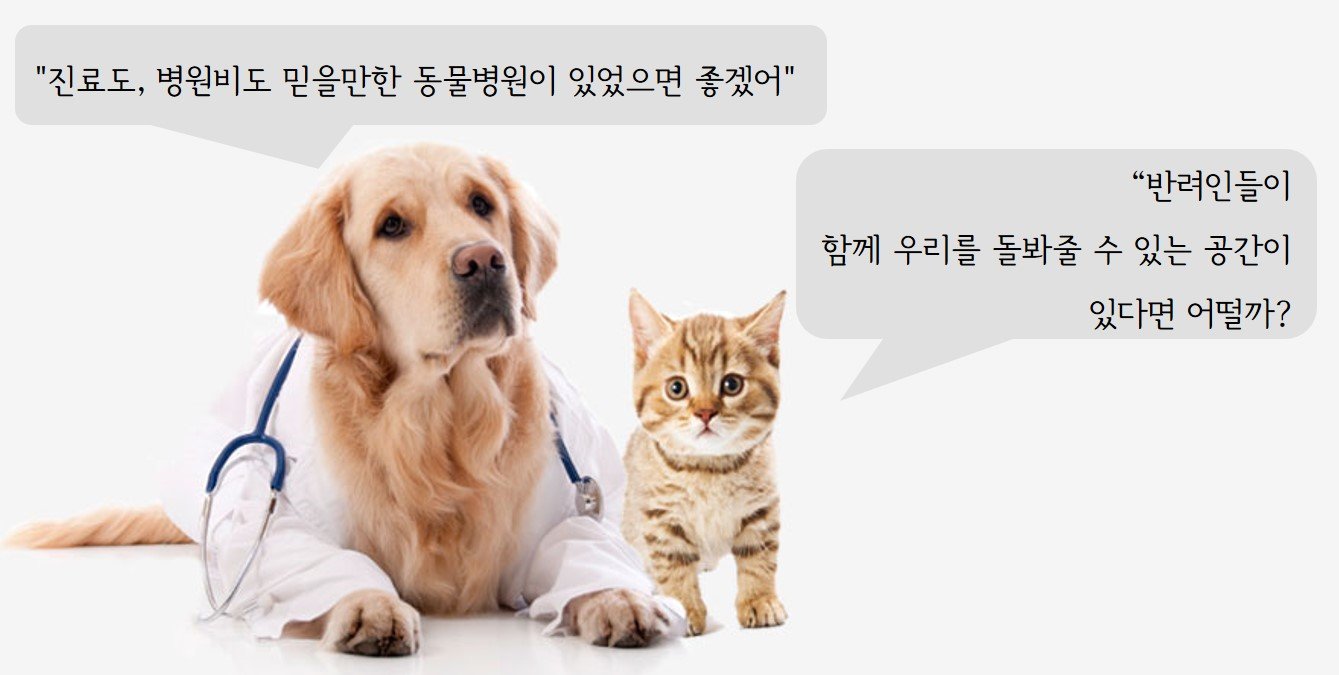 "진료도, 병원비도 믿을만한 동물병원이 있었으면 좋겠어"
“반려인들이
함께 우리를 돌봐줄 수 있는 공간이
있다면 어떨까?